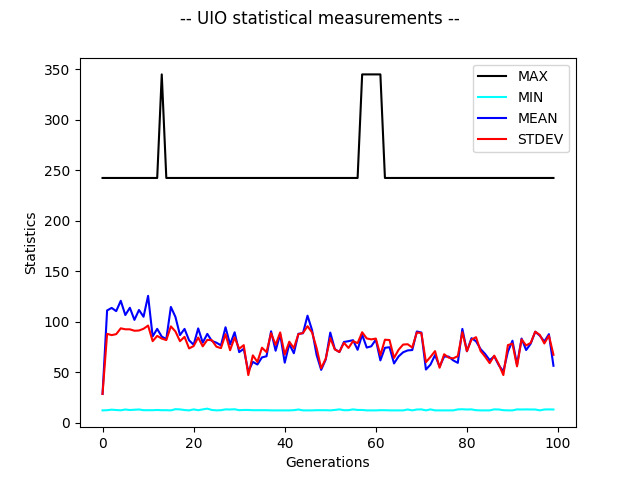 -- UIO statistical measurements --
350
300
250
200
150
100
50
0
Statistics
MAX
MIN
MEAN
STDEV
0 20 40 60 80 100
Generations